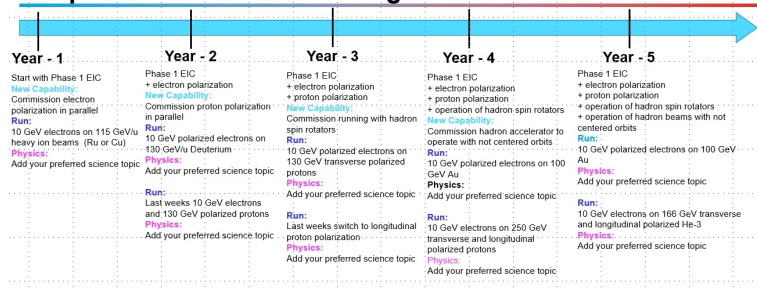 Year - 1
Start with Phase 1 EIC
New Capability:
Commission electron
polarization in parallel
Run:
10 GeV electrons on 115 GeV/u
heavy ion beams (Ru or Cu)
Physics:
Add your preferred science topic
Year - 2
Phase 1 EIC
+ electron polarization
New Capability:
Commission proton polarization
in parallel
Run:
10 GeV polarized electrons on
130 GeV/u Deuterium
Physics:
Add your preferred science topic
Run:
Last weeks 10 GeV electrons
and 130 GeV polarized protons
Physics:
Add your preferred science topic
Year - 3
Phase 1 EIC
+ electron polarization
+ proton polarization
New Capability:
Commission running with hadron
spin rotators
Run:
10 GeV polarized electrons on
130 GeV transverse polarized
protons
Physics:
Add your preferred science topic
Run:
Last weeks switch to longitudinal
proton polarization
Physics:
Add your preferred science topic
Year - 4
Phase 1 EIC
+ electron polarization
+ proton polarization
+ operation of hadron spin rotators
New Capability:
Commission hadron accelerator to
operate with not centered orbits
Run:
10 GeV polarized electrons on 100
GeV Au
Physics:
Add your preferred science topic
Run:
10 GeV electrons on 250 GeV
transverse and longitudinal
polarized protons
Physics:
Add your preferred science topic
Year - 5
Phase 1 EIC
+ electron polarization
+ proton polarization
+ operation of hadron spin rotators
+ operation of hadron beams with not
centered orbits
Run:
10 GeV polarized electrons on 100 GeV
Au
Physics:
Add your preferred science topic
Run:
10 GeV electrons on 166 GeV transverse
and longitudinal polarized He-3
Physics:
Add your preferred science topic